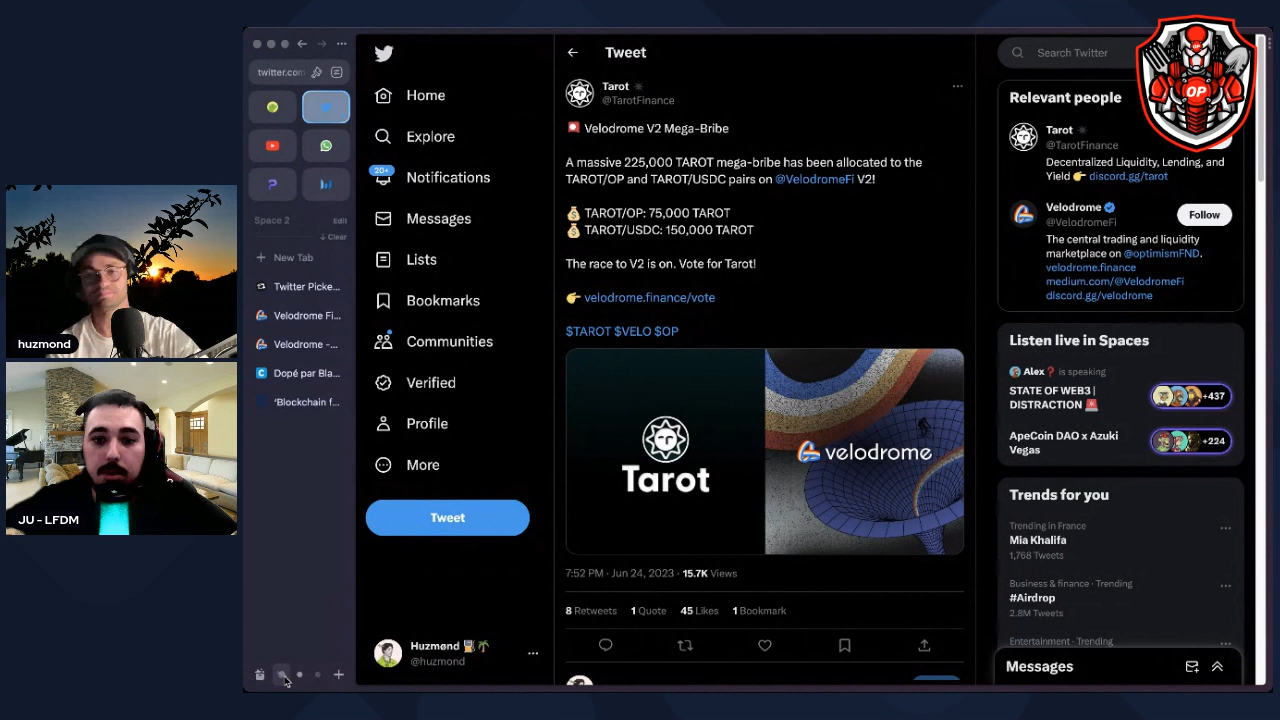 huzmond
JU - LFDM
twitter.com
Space 2
Edit
Clear
New Tab
Twitter Picke...
Velodrome Fi...
Velodrome -...
Dopé par Bla...
'Blockchain f...
Home
Explore
20+
Notifications
Messages
Lists
Bookmarks
Communities
Verified
Profile
More
Tweet
Huzmønd
@huzmond
Tweet
Tarot
@TarotFinance
Velodrome V2 Mega-Bribe
A massive 225,000 TAROT mega-bribe has been allocated to the
TAROT/OP and TAROT/USDC pairs on @VelodromeFi V2!
TAROT/OP: 75,000 TAROT
TAROT/USDC: 150,000 TAROT
The race to V2 is on. Vote for Tarot!
velodrome.finance/vote
$TAROT $VELO $OP
Tarot
velodrome
7:52 PM · Jun 24, 2023 · 15.7K Views
8 Retweets 1 Quote 45 Likes 1 Bookmark
Search Twitter
OP
Relevant people
Tarot
@TarotFinance
Decentralized Liquidity, Lending, and
Yield 👉 discord.gg/tarot
Velodrome
@VelodromeFi
Follow
The central trading and liquidity
marketplace on @optimismFND.
velodrome.finance
medium.com/@VelodromeFi
discord.gg/velodrome
Listen live in Spaces
Alex❓ is speaking
STATE OF WEB3 |
DISTRACTION
+437
ApeCoin DAO x Azuki
Vegas
+224
Trends for you
Trending in France
Mia Khalifa
1,768 Tweets
Business & finance · Trending
#Airdrop
2.8M Tweets
Entertainment · Trending
Messages